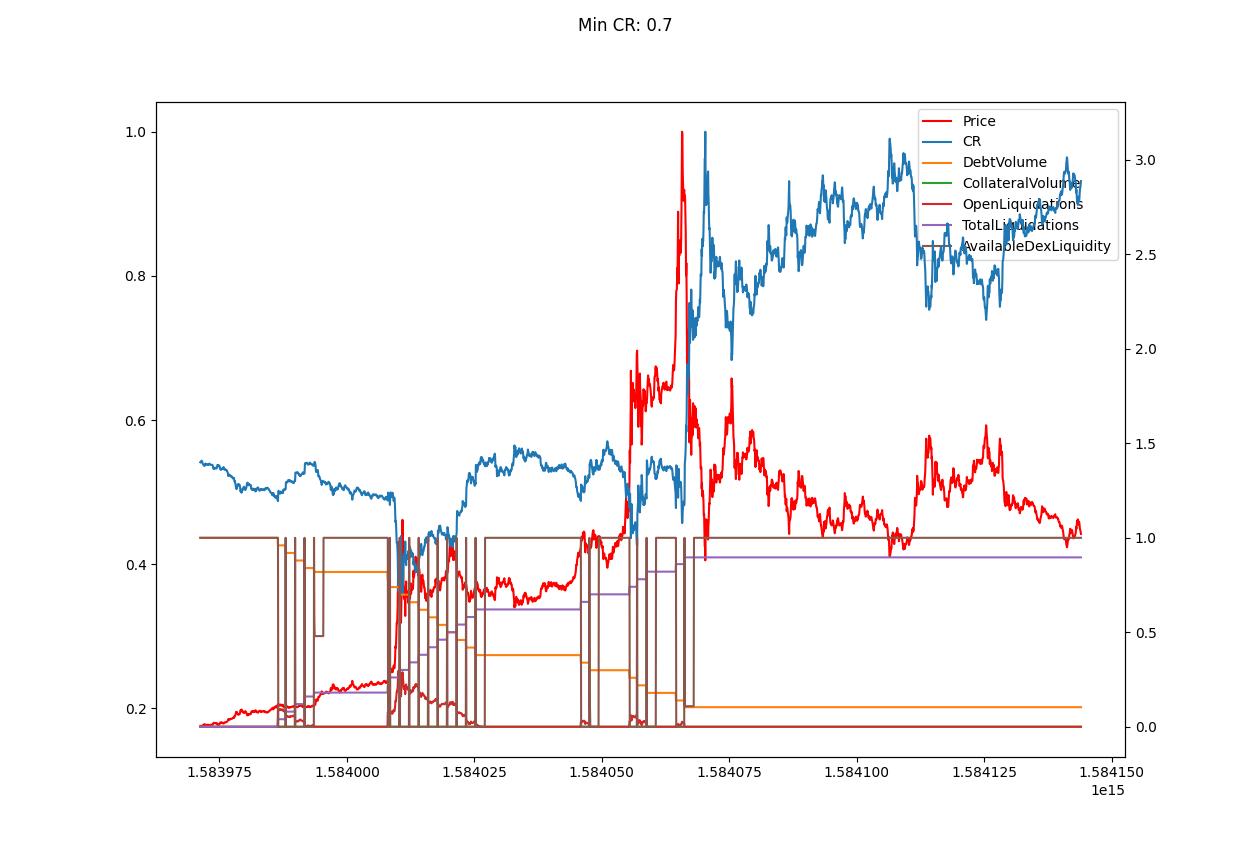 Min CR: 0.7
1.0
0.8
0.6
0.4
0.2
3.0
2.5
2.0
1.5
1.0
0.5
0.0
Price
CR
DebtVolume
CollateralVolume
OpenLiquidations
TotalLiquidations
AvailableDexLiquidity
1.583975 1.584000 1.584025 1.584050 1.584075 1.584100 1.584125 1.584150
1e15